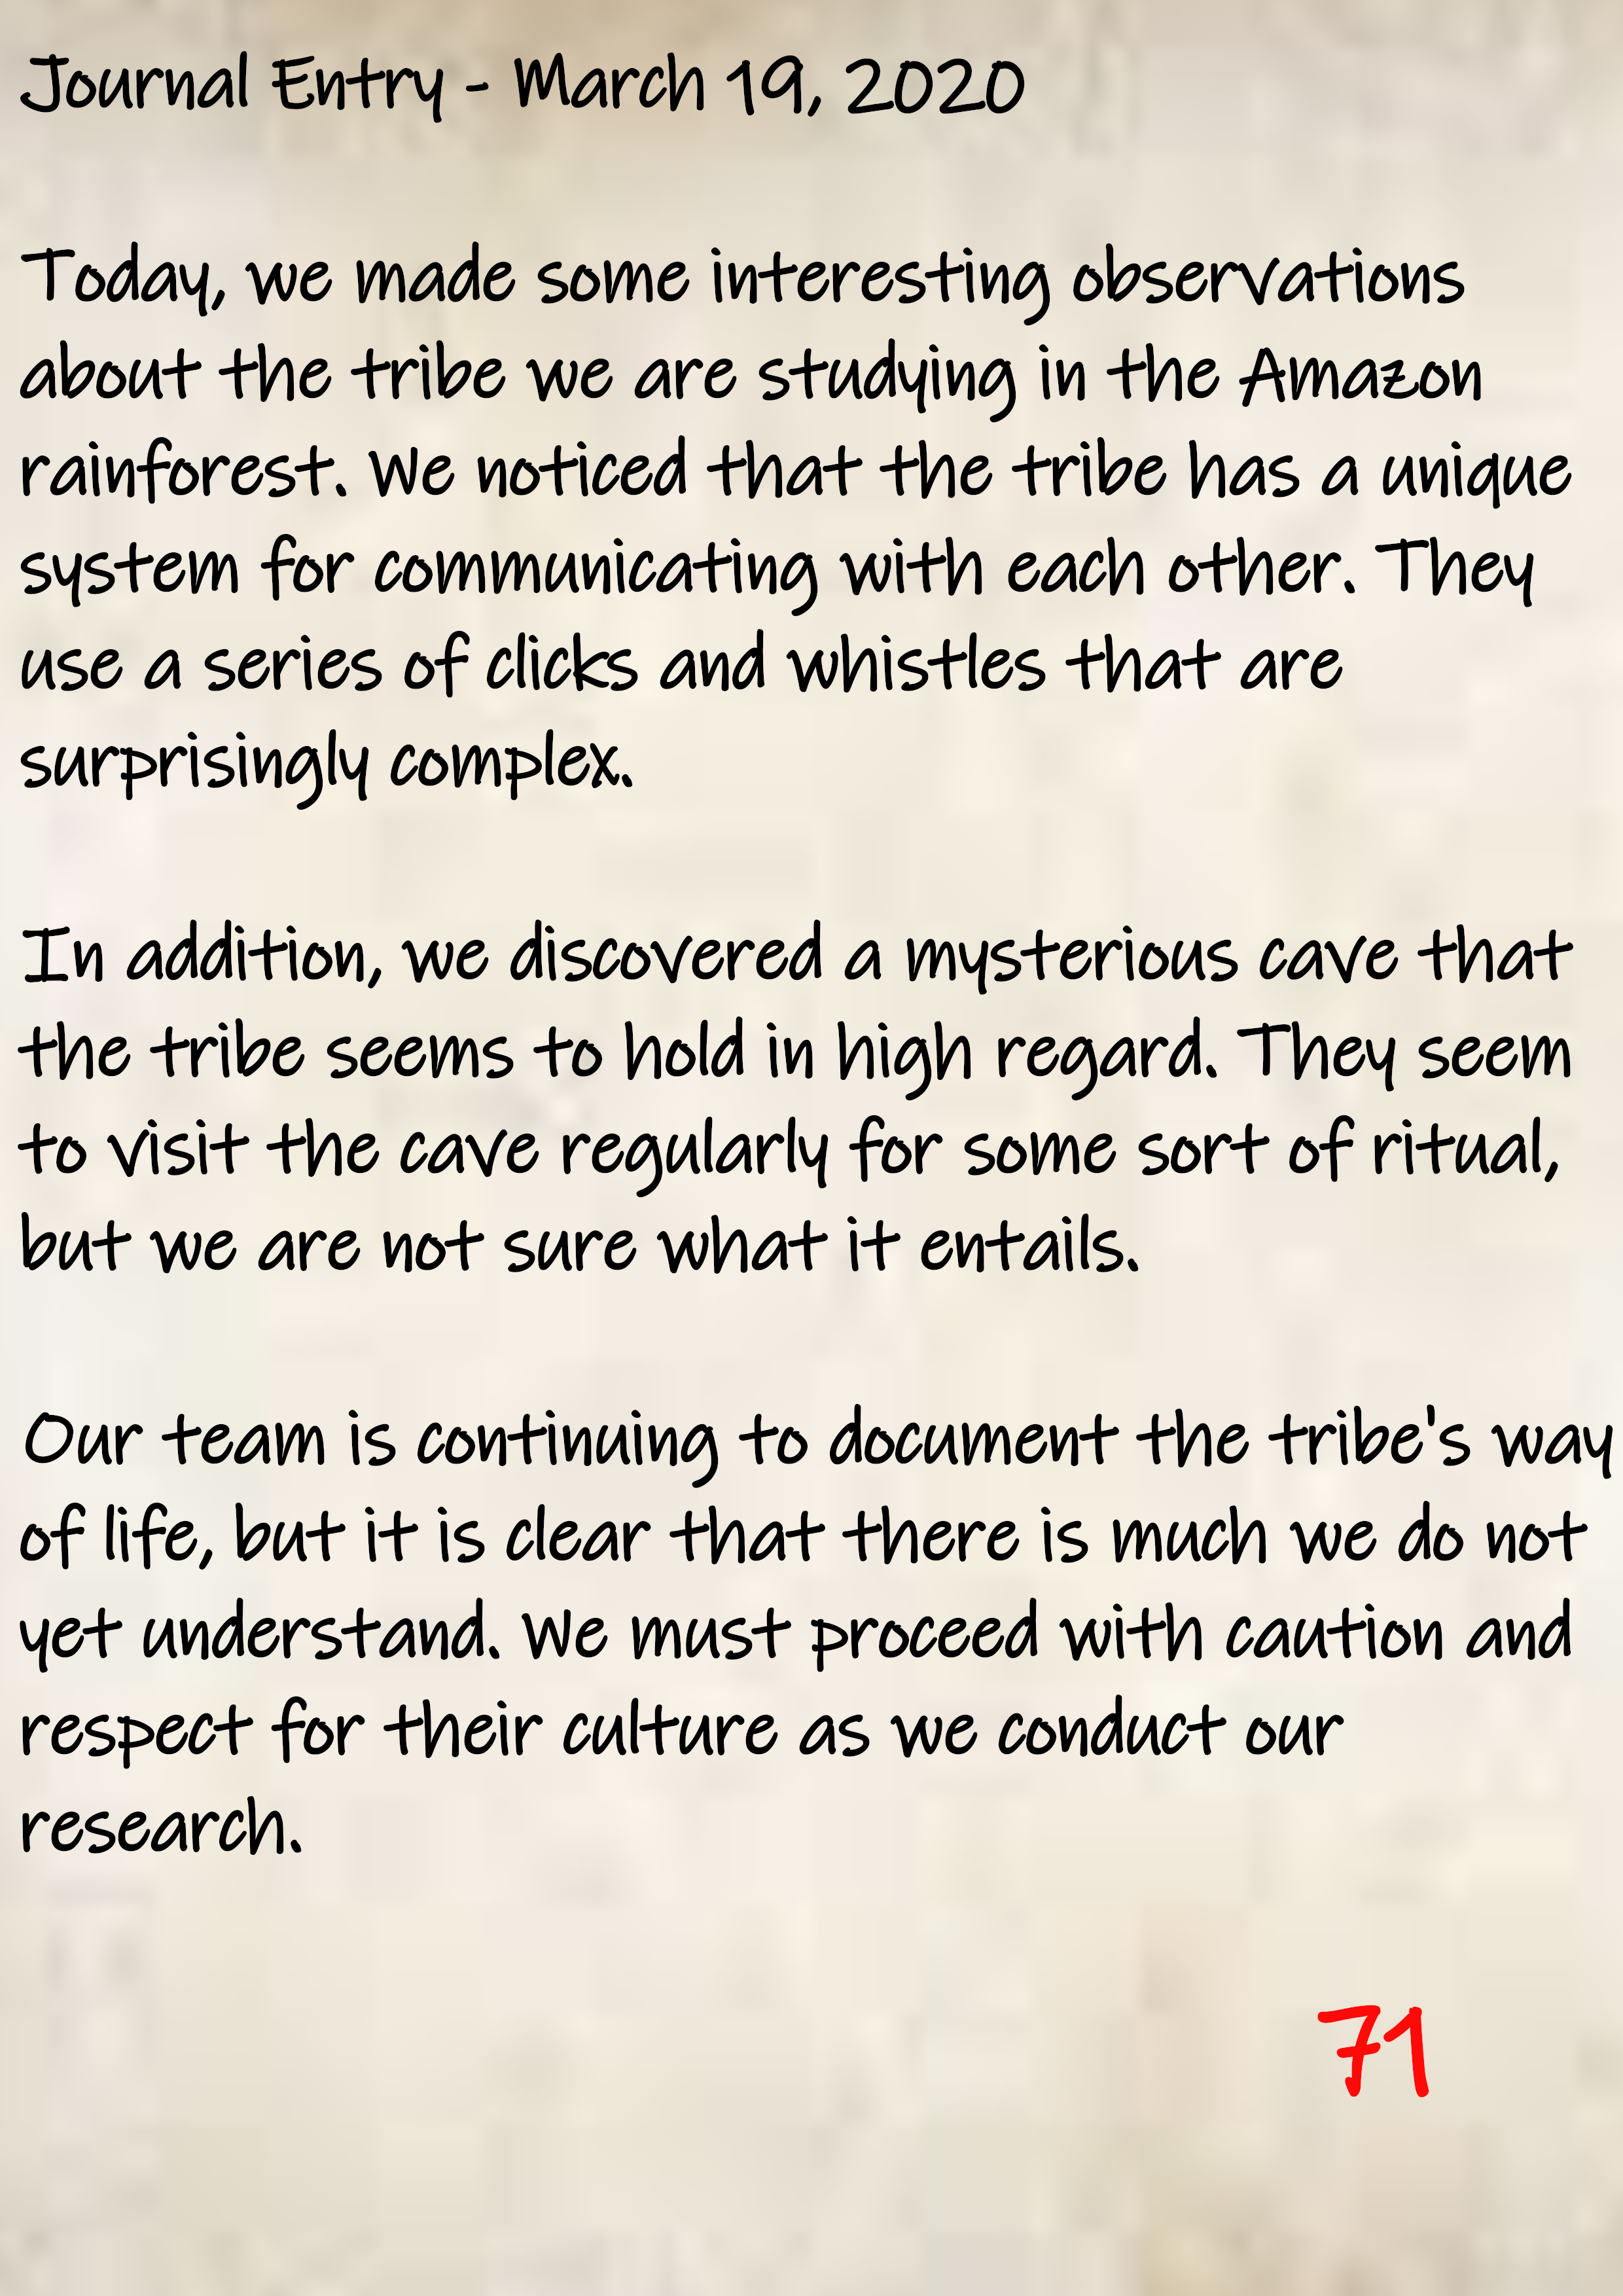 Journal Entry - March 19, 2020
Today, we made some interesting observations
about the tribe we are studying in the Amazon
rainforest. We noticed that the tribe has a unique
system for communicating with each other. They
use a series of clicks and whistles that are
surprisingly complex.
In addition, we discovered a mysterious cave that
the tribe seems to hold in high regard. They seem
to visit the cave regularly for some sort of ritual,
but we are not sure what it entails.
Our team is continuing to document the tribe's way
of life, but it is clear that there is much we do not
yet understand. We must proceed with caution and
respect for their culture as we conduct our
research.
71